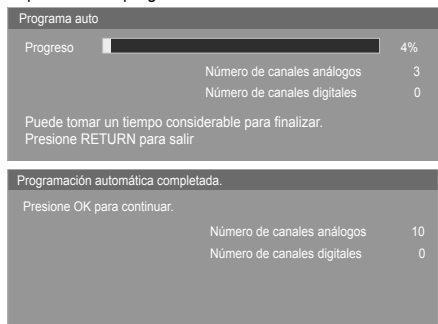 Programa auto
Progreso 4%
Número de canales análogos 3
Número de canales digitales 0
Puede tomar un tiempo considerable para finalizar.
Presione RETURN para salir
Programación automática completada.
Presione OK para continuar.
Número de canales análogos 10
Número de canales digitales 0